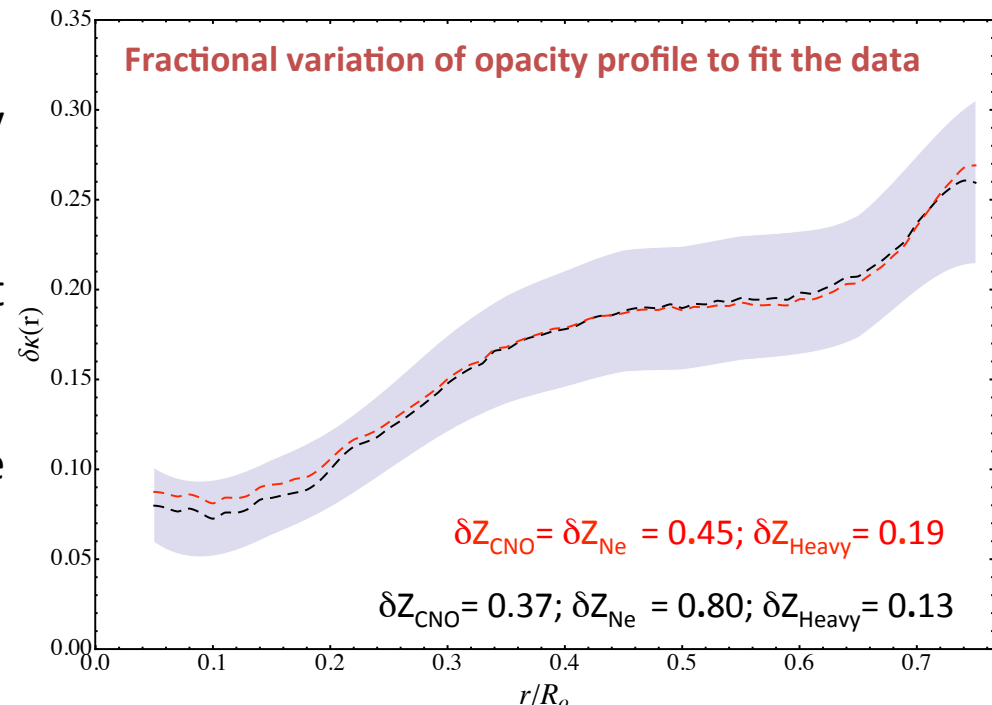 Fractional variation of opacity profile to fit the data
0.35
0.30
0.25
0.20
0.15
0.10
0.05
0.00
δκ(r)
δZCNO= δZNe = 0.45; δZHeavy= 0.19
δZCNO= 0.37; δZNe = 0.80; δZHeavy= 0.13
0.0 0.1 0.2 0.3 0.4 0.5 0.6 0.7
r/Ro